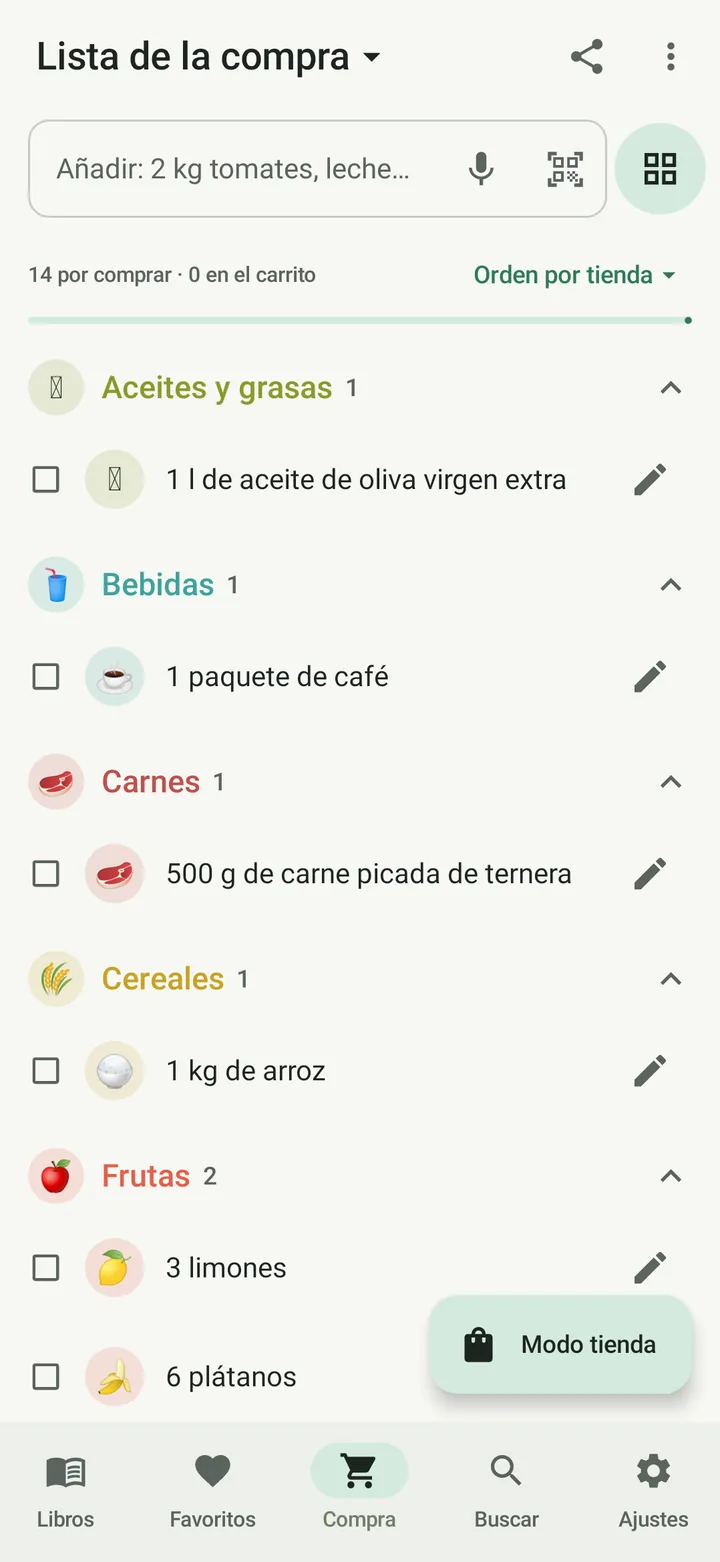 Lista de la compra
Añadir: 2 kg tomates, leche...
14 por comprar · 0 en el carrito
Orden por tienda
Aceites y grasas 1
1 l de aceite de oliva virgen extra
Bebidas 1
1 paquete de café
Carnes 1
500 g de carne picada de ternera
Cereales 1
1 kg de arroz
Frutas 2
3 limones
6 plátanos
Modo tienda
Libros
Favoritos
Compra
Buscar
Ajustes